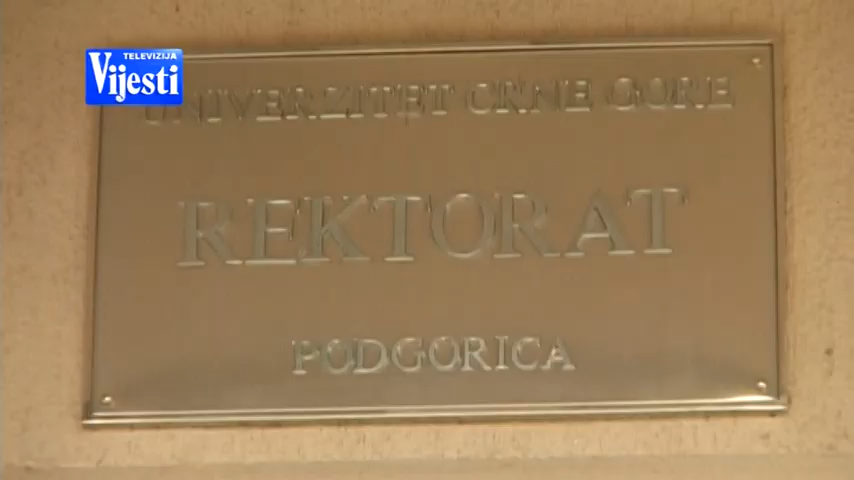 TELEVIZIJA
Vijesti
UNIVERZITET CRNE GORE
REKTORAT
PODGORICA